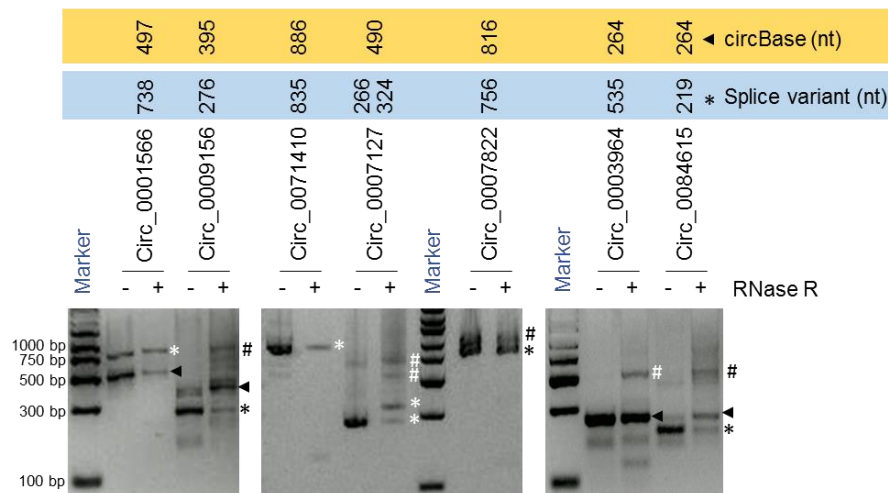 497 395 886 490 816 264 264 ◄ circBase (nt)
738 276 835 266 324 756 535 219 * Splice variant (nt)
Marker Circ_0001566 Circ_0009156 Circ_0071410 Circ_0007127 Marker Circ_0007822 Circ_0003964 Circ_0084615 Marker
- + - + - + - + - + - + - + RNase R
1000 bp * # * # # * ◄
750 bp ◄ # # #
500 bp ◄ *
300 bp * * ◄ ◄ *
100 bp